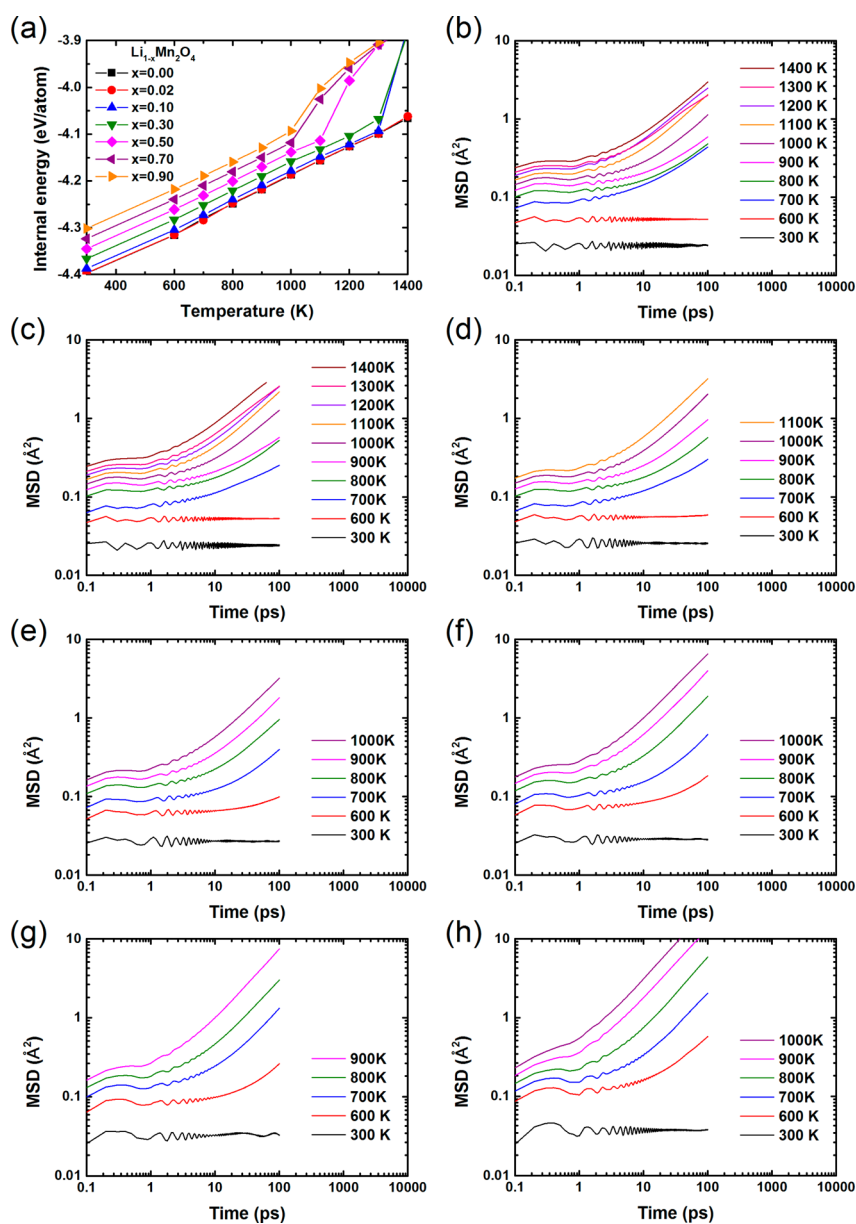 (a)
Internal energy (eV/atom)
-3.9
-4.0
-4.1
-4.2
-4.3
-4.4
Li1-xMn2O4
x=0.00
x=0.02
x=0.10
x=0.30
x=0.50
x=0.70
x=0.90
400 600 800 1000 1200 1400
Temperature (K)
(b)
MSD (Å²)
10
1
0.1
0.01
1400 K
1300 K
1200 K
1100 K
1000 K
900 K
800 K
700 K
600 K
300 K
0.1 1 10 100 1000 10000
Time (ps)
(c)
MSD (Å²)
10
1
0.1
0.01
1400K
1300K
1200K
1100K
1000K
900K
800K
700K
600 K
300 K
0.1 1 10 100 1000 10000
Time (ps)
(d)
MSD (Å²)
10
1
0.1
0.01
1100K
1000K
900K
800K
700K
600 K
300 K
0.1 1 10 100 1000 10000
Time (ps)
(e)
MSD (Å²)
10
1
0.1
0.01
1000K
900K
800K
700K
600 K
300 K
0.1 1 10 100 1000 10000
Time (ps)
(f)
MSD (Å²)
10
1
0.1
0.01
1000K
900K
800K
700K
600 K
300 K
0.1 1 10 100 1000 10000
Time (ps)
(g)
MSD (Å²)
10
1
0.1
0.01
900K
800K
700K
600 K
300 K
0.1 1 10 100 1000 10000
Time (ps)
(h)
MSD (Å²)
10
1
0.1
0.01
1000K
900K
800K
700K
600 K
300 K
0.1 1 10 100 1000 10000
Time (ps)